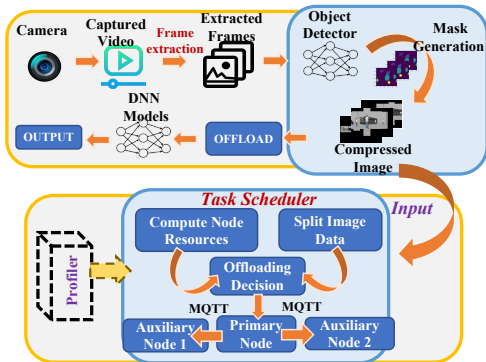 Camera
Captured
Video
Frame
extraction
Extracted
Frames
Object
Detector
Mask
Generation
Compressed
Image
OFFLOAD
DNN
Models
OUTPUT
Input
Task Scheduler
Profiler
Compute Node
Resources
Split Image
Data
Offloading
Decision
MQTT
MQTT
Auxiliary
Node 1
Primary
Node
Auxiliary
Node 2